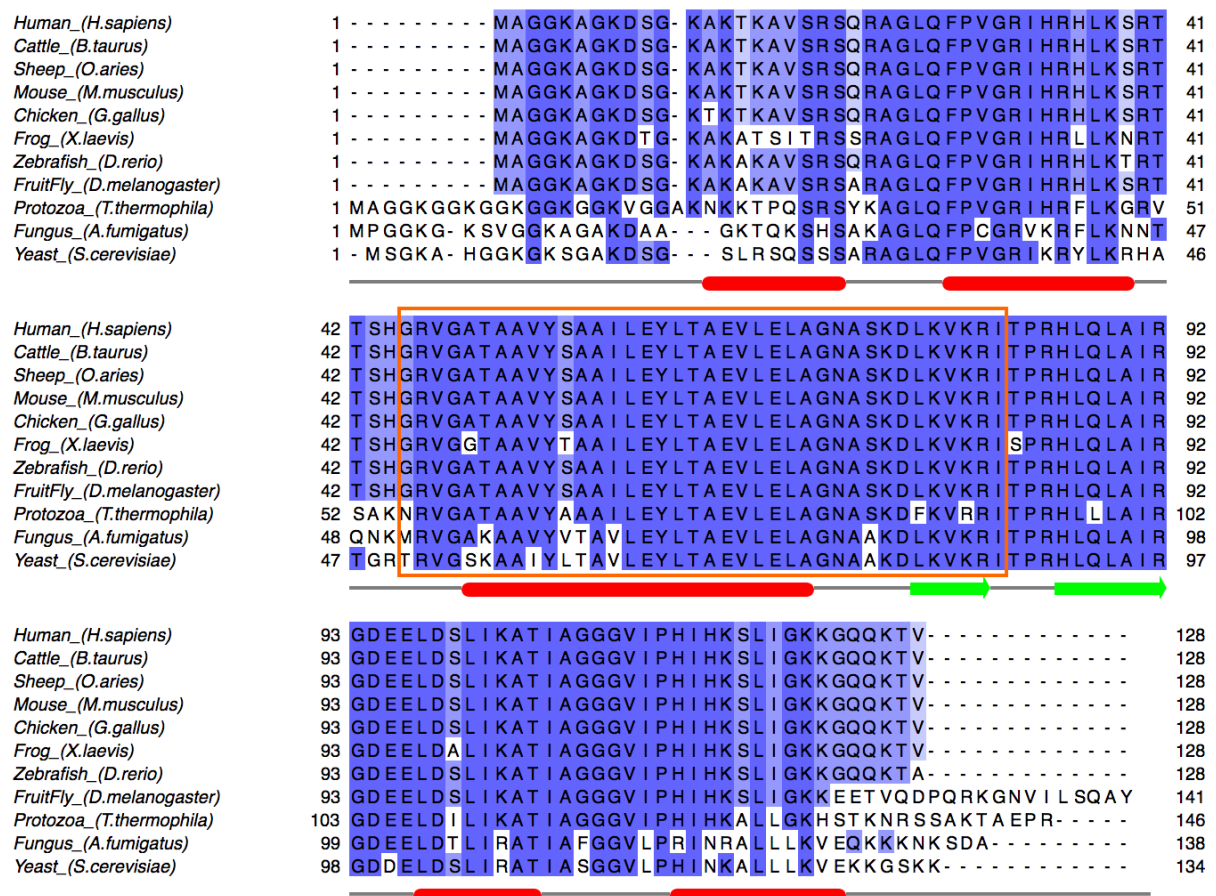 Human_(H.sapiens) 1 ---------MAGGKAGKDSG-KAKTKAVSRSQRAGLQFPVGRIHRHLKSRT 41
Cattle_(B.taurus) 1 ---------MAGGKAGKDSG-KAKTKAVSRSQRAGLQFPVGRIHRHLKSRT 41
Sheep_(O.aries) 1 ---------MAGGKAGKDSG-KAKTKAVSRSQRAGLQFPVGRIHRHLKSRT 41
Mouse_(M.musculus) 1 ---------MAGGKAGKDSG-KAKTKAVSRSQRAGLQFPVGRIHRHLKSRT 41
Chicken_(G.gallus) 1 ---------MAGGKAGKDSG-KTKTKAVSRSQRAGLQFPVGRIHRHLKSRT 41
Frog_(X.laevis) 1 ---------MAGGKAGKDTG-KAKATSITRSSRAGLQFPVGRIHRLLKNRT 41
Zebrafish_(D.rerio) 1 ---------MAGGKAGKDSG-KAKAKAVSRSQRAGLQFPVGRIHRHLKTRT 41
FruitFly_(D.melanogaster) 1 ---------MAGGKAGKDSG-KAKAKAVSRSARAGLQFPVGRIHRHLKSRT 41
Protozoa_(T.thermophila) 1 MAGGKGGKGGKGGKGGKVGGAKNKKTPQSRSYKAGLQFPVGRIHRFLKGRV 51
Fungus_(A.fumigatus) 1 MPGGKG-KSVGGKAGAKDAA---GKTQKSHSAKAGLQFPCGRVKRFLKNNT 47
Yeast_(S.cerevisiae) 1 -MSGKA-HGGKGKSGAKDSG---SLRSQSSSARAGLQFPVGRIKRYLKRHA 46
Human_(H.sapiens) 42 TSHGRVGATAAVYSAAILEYLTAEVLELAGNASKDLKVKRITPRHLQLAIR 92
Cattle_(B.taurus) 42 TSHGRVGATAAVYSAAILEYLTAEVLELAGNASKDLKVKRITPRHLQLAIR 92
Sheep_(O.aries) 42 TSHGRVGATAAVYSAAILEYLTAEVLELAGNASKDLKVKRITPRHLQLAIR 92
Mouse_(M.musculus) 42 TSHGRVGATAAVYSAAILEYLTAEVLELAGNASKDLKVKRITPRHLQLAIR 92
Chicken_(G.gallus) 42 TSHGRVGATAAVYSAAILEYLTAEVLELAGNASKDLKVKRITPRHLQLAIR 92
Frog_(X.laevis) 42 TSHGRVGGTAAVYTAAILEYLTAEVLELAGNASKDLKVKRISPRHLQLAIR 92
Zebrafish_(D.rerio) 42 TSHGRVGATAAVYSAAILEYLTAEVLELAGNASKDLKVKRITPRHLQLAIR 92
FruitFly_(D.melanogaster) 42 TSHGRVGATAAVYSAAILEYLTAEVLELAGNASKDLKVKRITPRHLQLAIR 92
Protozoa_(T.thermophila) 52 SAKNRVGATAAVYAAAILEYLTAEVLELAGNASKDFKVRRITPRHLLLAIR 102
Fungus_(A.fumigatus) 48 QNKMRVGAKAAVYVTAVLEYLTAEVLELAGNAAKDLKVKRITPRHLQLAIR 98
Yeast_(S.cerevisiae) 47 TGRTRVGSKAAIYLTAVLEYLTAEVLELAGNAAKDLKVKRITPRHLQLAIR 97
Human_(H.sapiens) 93 GDEELDSLIKATIAGGGVIPHIHKSLIGKKGQQKTV------------- 128
Cattle_(B.taurus) 93 GDEELDSLIKATIAGGGVIPHIHKSLIGKKGQQKTV------------- 128
Sheep_(O.aries) 93 GDEELDSLIKATIAGGGVIPHIHKSLIGKKGQQKTV------------- 128
Mouse_(M.musculus) 93 GDEELDSLIKATIAGGGVIPHIHKSLIGKKGQQKTV------------- 128
Chicken_(G.gallus) 93 GDEELDSLIKATIAGGGVIPHIHKSLIGKKGQQKTV------------- 128
Frog_(X.laevis) 93 GDEELDALIKATIAGGGVIPHIHKSLIGKKGQQKTV------------- 128
Zebrafish_(D.rerio) 93 GDEELDSLIKATIAGGGVIPHIHKSLIGKKGQQKTA------------- 128
FruitFly_(D.melanogaster) 93 GDEELDSLIKATIAGGGVIPHIHKSLIGKKEETVQDPQRKGNVILSQAY 141
Protozoa_(T.thermophila) 103 GDEELDILIKATIAGGGVIPHIHKALLGKHSTKNRSSAKTAEPR----- 146
Fungus_(A.fumigatus) 99 GDEELDTLIRATIAFGGVLPRINRALLLKVEQKKKNKSDA--------- 138
Yeast_(S.cerevisiae) 98 GDDELDSLIRATIASGGVLPHINKALLLKVEKKGSKK------------ 134